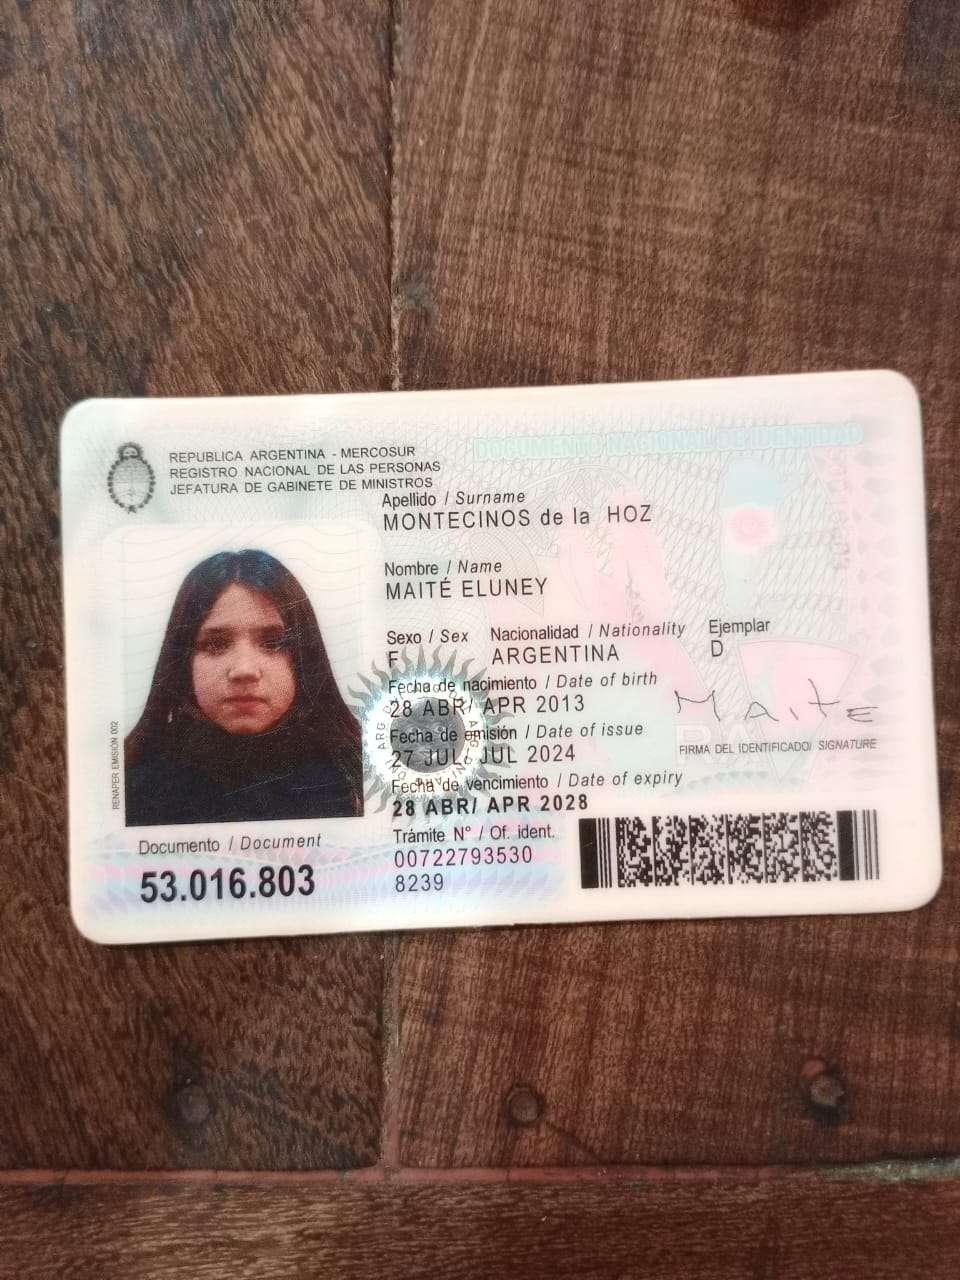 DOCUMENTO NACIONAL DE IDENTIDAD
REPUBLICA ARGENTINA - MERCOSUR
REGISTRO NACIONAL DE LAS PERSONAS
JEFATURA DE GABINETE DE MINISTROS
Apellido / Surname
MONTECINOS de la HOZ
Nombre / Name
MAITÉ ELUNEY
Sexo / Sex Nacionalidad / Nationality Ejemplar
F ARGENTINA D
Fecha de nacimiento / Date of birth
28 ABR/ APR 2013
Fecha de emisión / Date of issue
27 JUL/ JUL 2024
Fecha de vencimiento / Date of expiry
28 ABR/ APR 2028
Maite
FIRMA DEL IDENTIFICADO/ SIGNATURE
Trámite N° / Of. ident.
00722793530
8239
Documento / Document
53.016.803
RENAPER EMISIÓN 002
RA